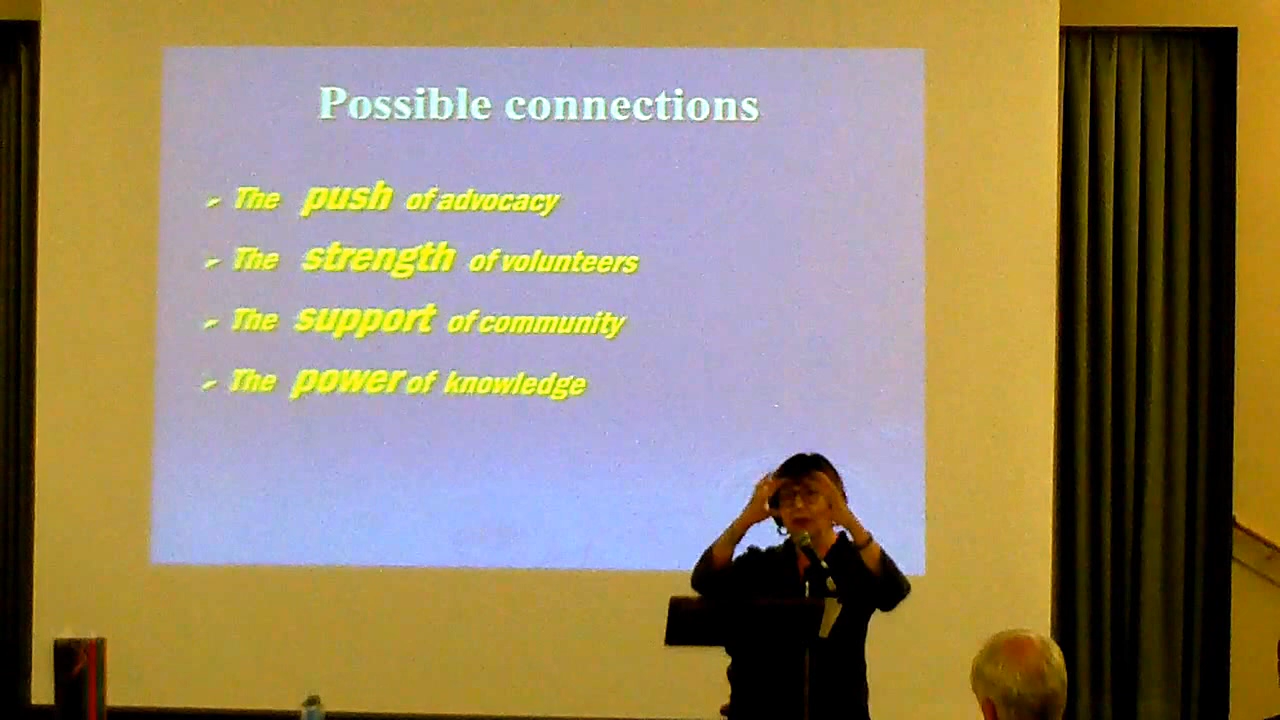 Possible connections
The push of advocacy
The strength of volunteers
The support of community
The power of knowledge